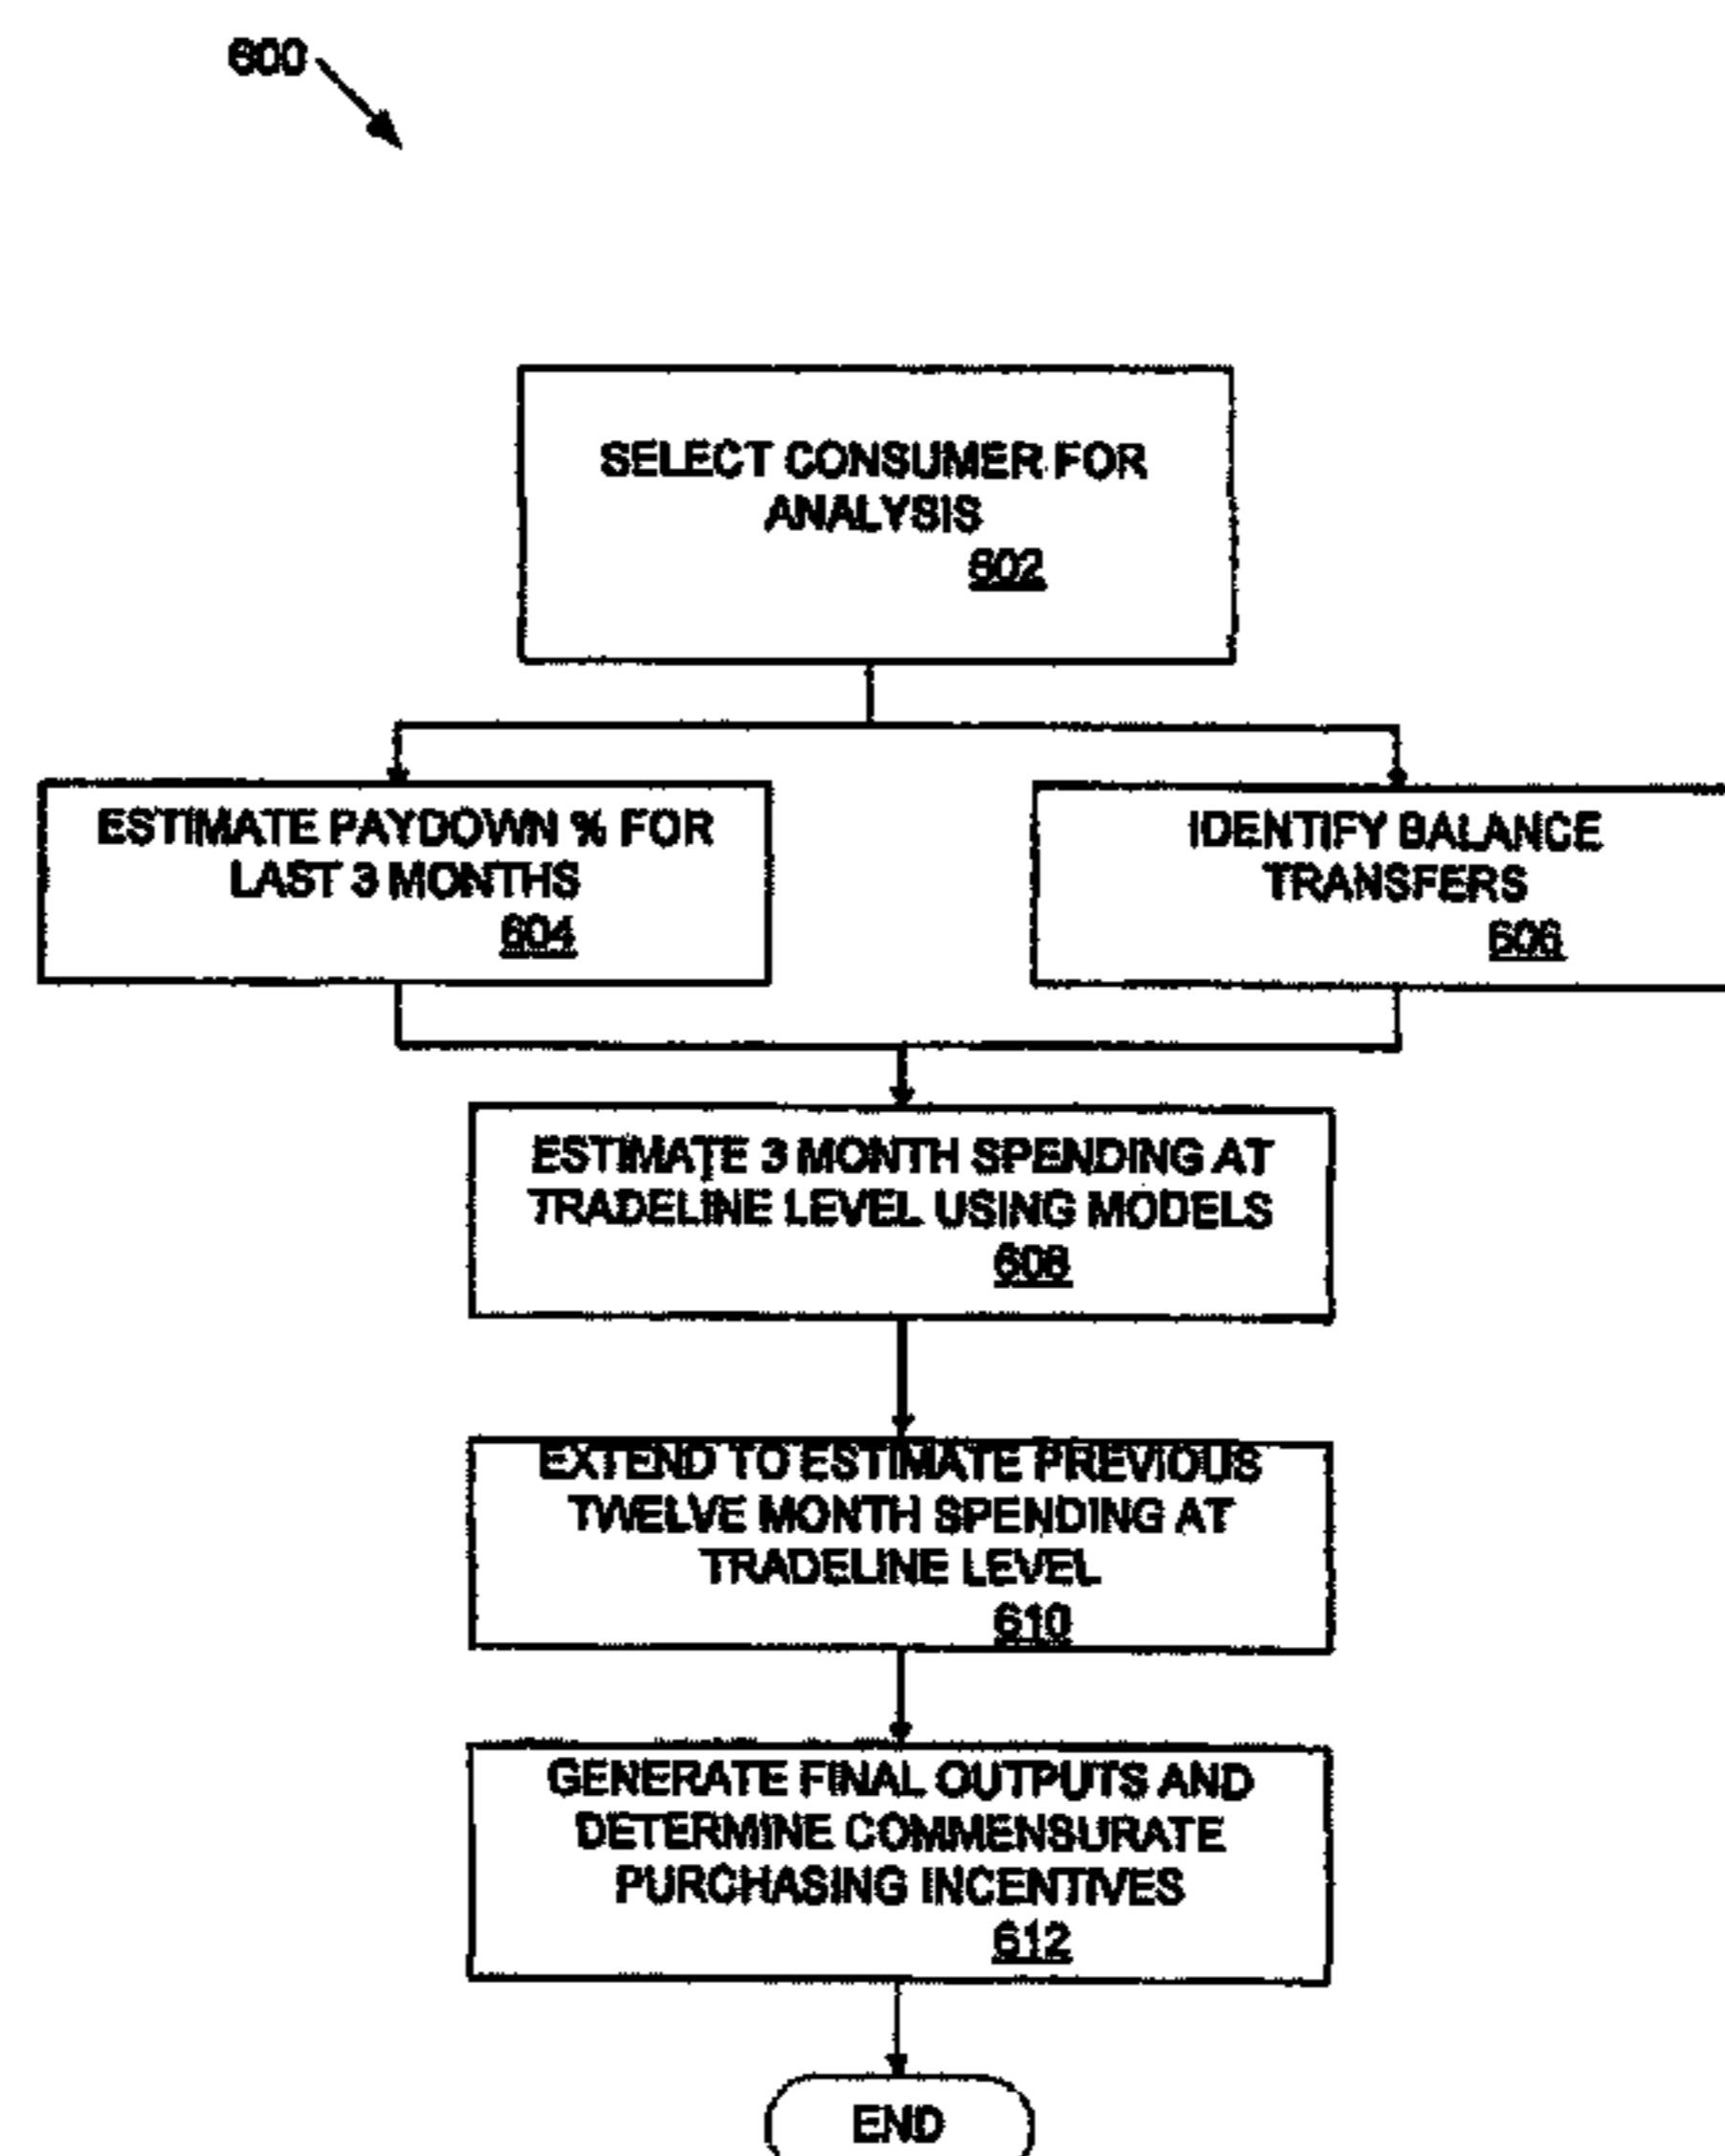 600
SELECT CONSUMER FOR
ANALYSIS
602
ESTIMATE PAYDOWN % FOR
LAST 3 MONTHS
604
IDENTIFY BALANCE
TRANSFERS
606
ESTIMATE 3 MONTH SPENDING AT
TRADELINE LEVEL USING MODELS
608
EXTEND TO ESTIMATE PREVIOUS
TWELVE MONTH SPENDING AT
TRADELINE LEVEL
610
GENERATE FINAL OUTPUTS AND
DETERMINE COMMENSURATE
PURCHASING INCENTIVES
612
END